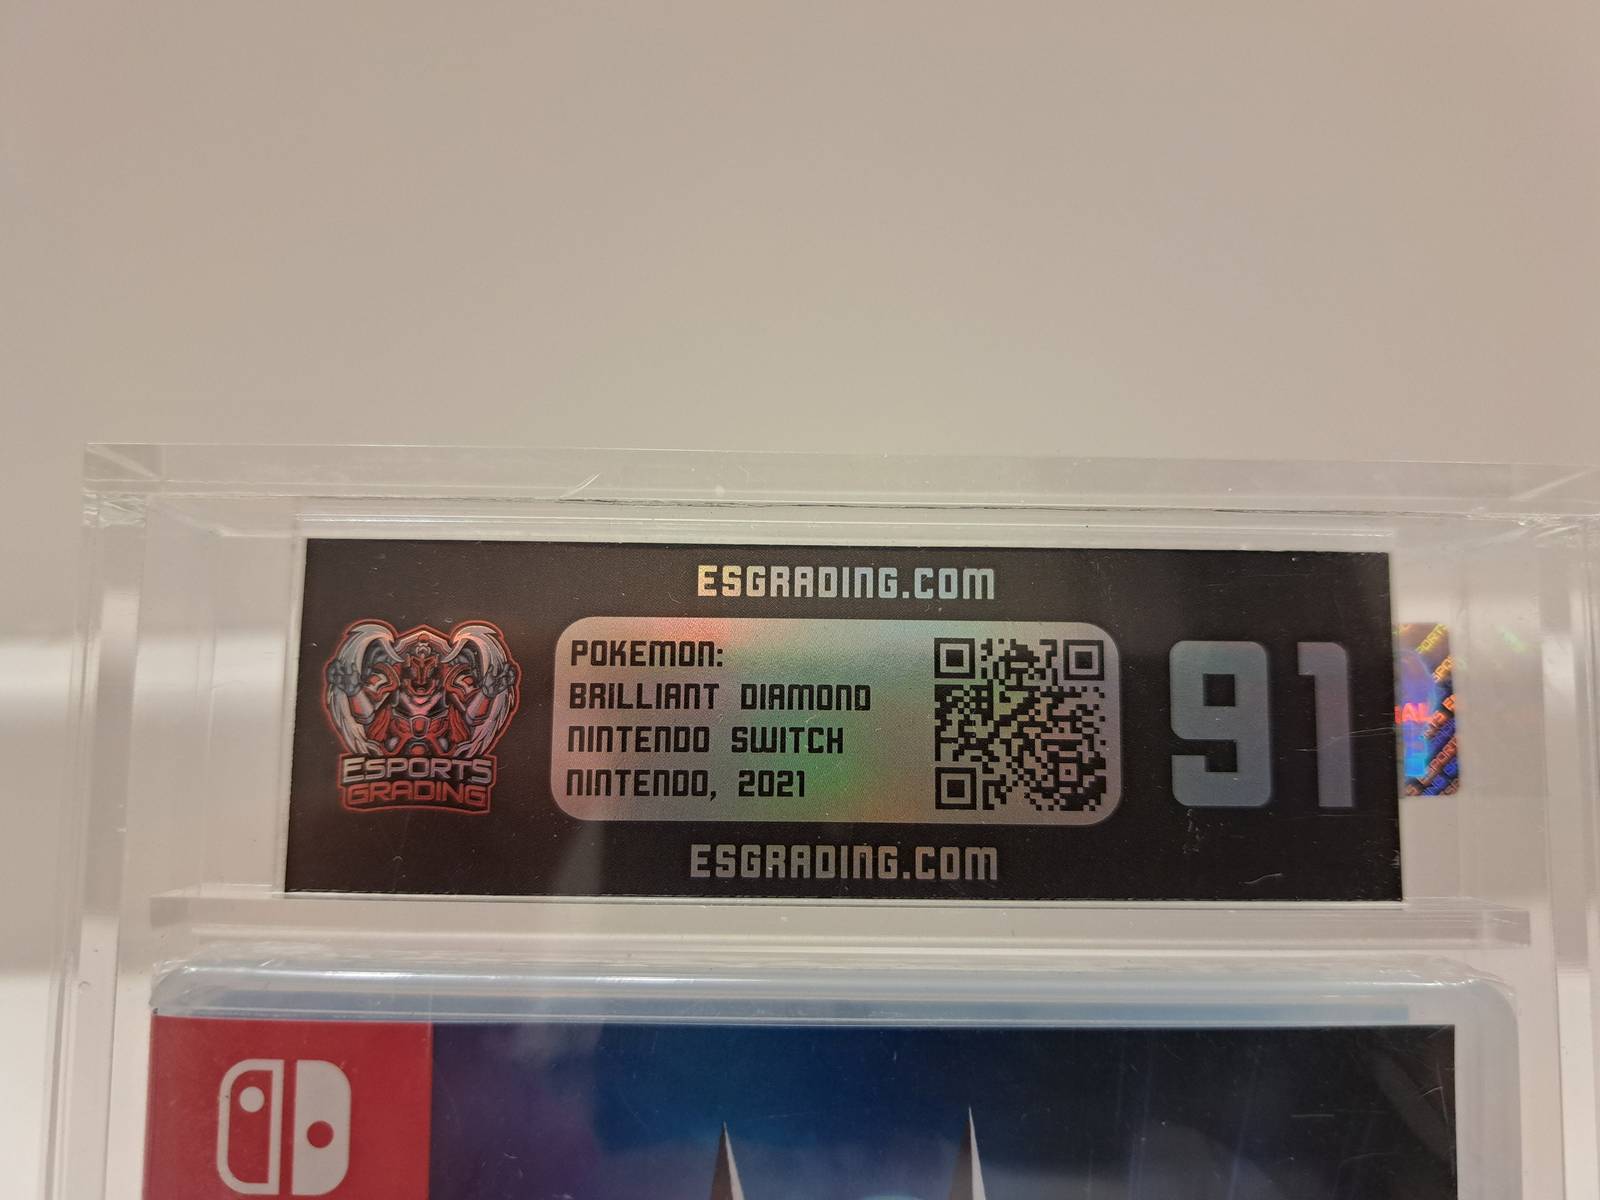 ESGRADING.COM
POKEMON:
BRILLIANT DIAMOND
NINTENDO SWITCH
NINTENDO, 2021
91
ESPORTS
GRADING
ESGRADING.COM